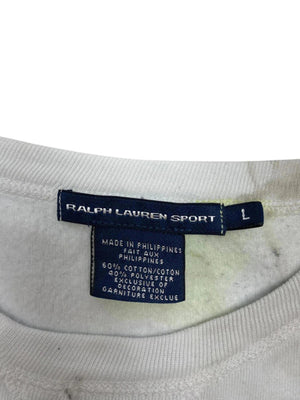 RALPH LAUREN SPORT L
MADE IN PHILIPPINES
FAIT AUX
PHILIPPINES
60% COTTON/COTON
40% POLYESTER
EXCLUSIVE OF
DECORATION
GARNITURE EXCLUE